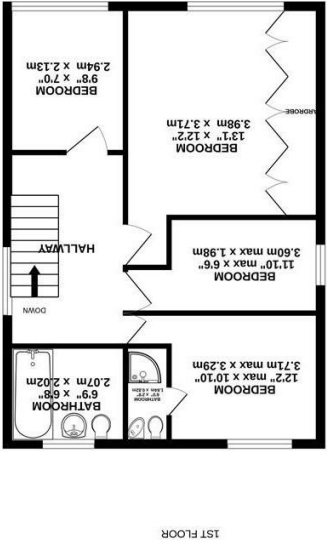 1ST FLOOR
BEDROOM
12'2" max x 10'10"
3.71m max x 3.29m
BATHROOM
BATHROOM
6'9" x 6'8"
2.07m x 2.02m
DOWN
BEDROOM
11'10" max x 6'6"
3.60m max x 1.98m
HALLWAY
BEDROOM
13'1" x 12'2"
3.98m x 3.71m
ARDROBE
BEDROOM
9'8" x 7'0"
2.94m x 2.13m